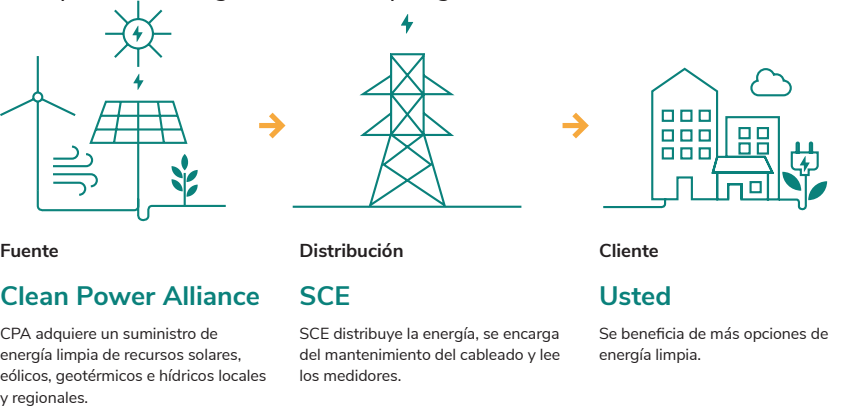 Fuente
Clean Power Alliance
CPA adquiere un suministro de
energía limpia de recursos solares,
eólicos, geotérmicos e hídricos locales
y regionales.
Distribución
SCE
SCE distribuye la energía, se encarga
del mantenimiento del cableado y lee
los medidores.
Cliente
Usted
Se beneficia de más opciones de
energía limpia.